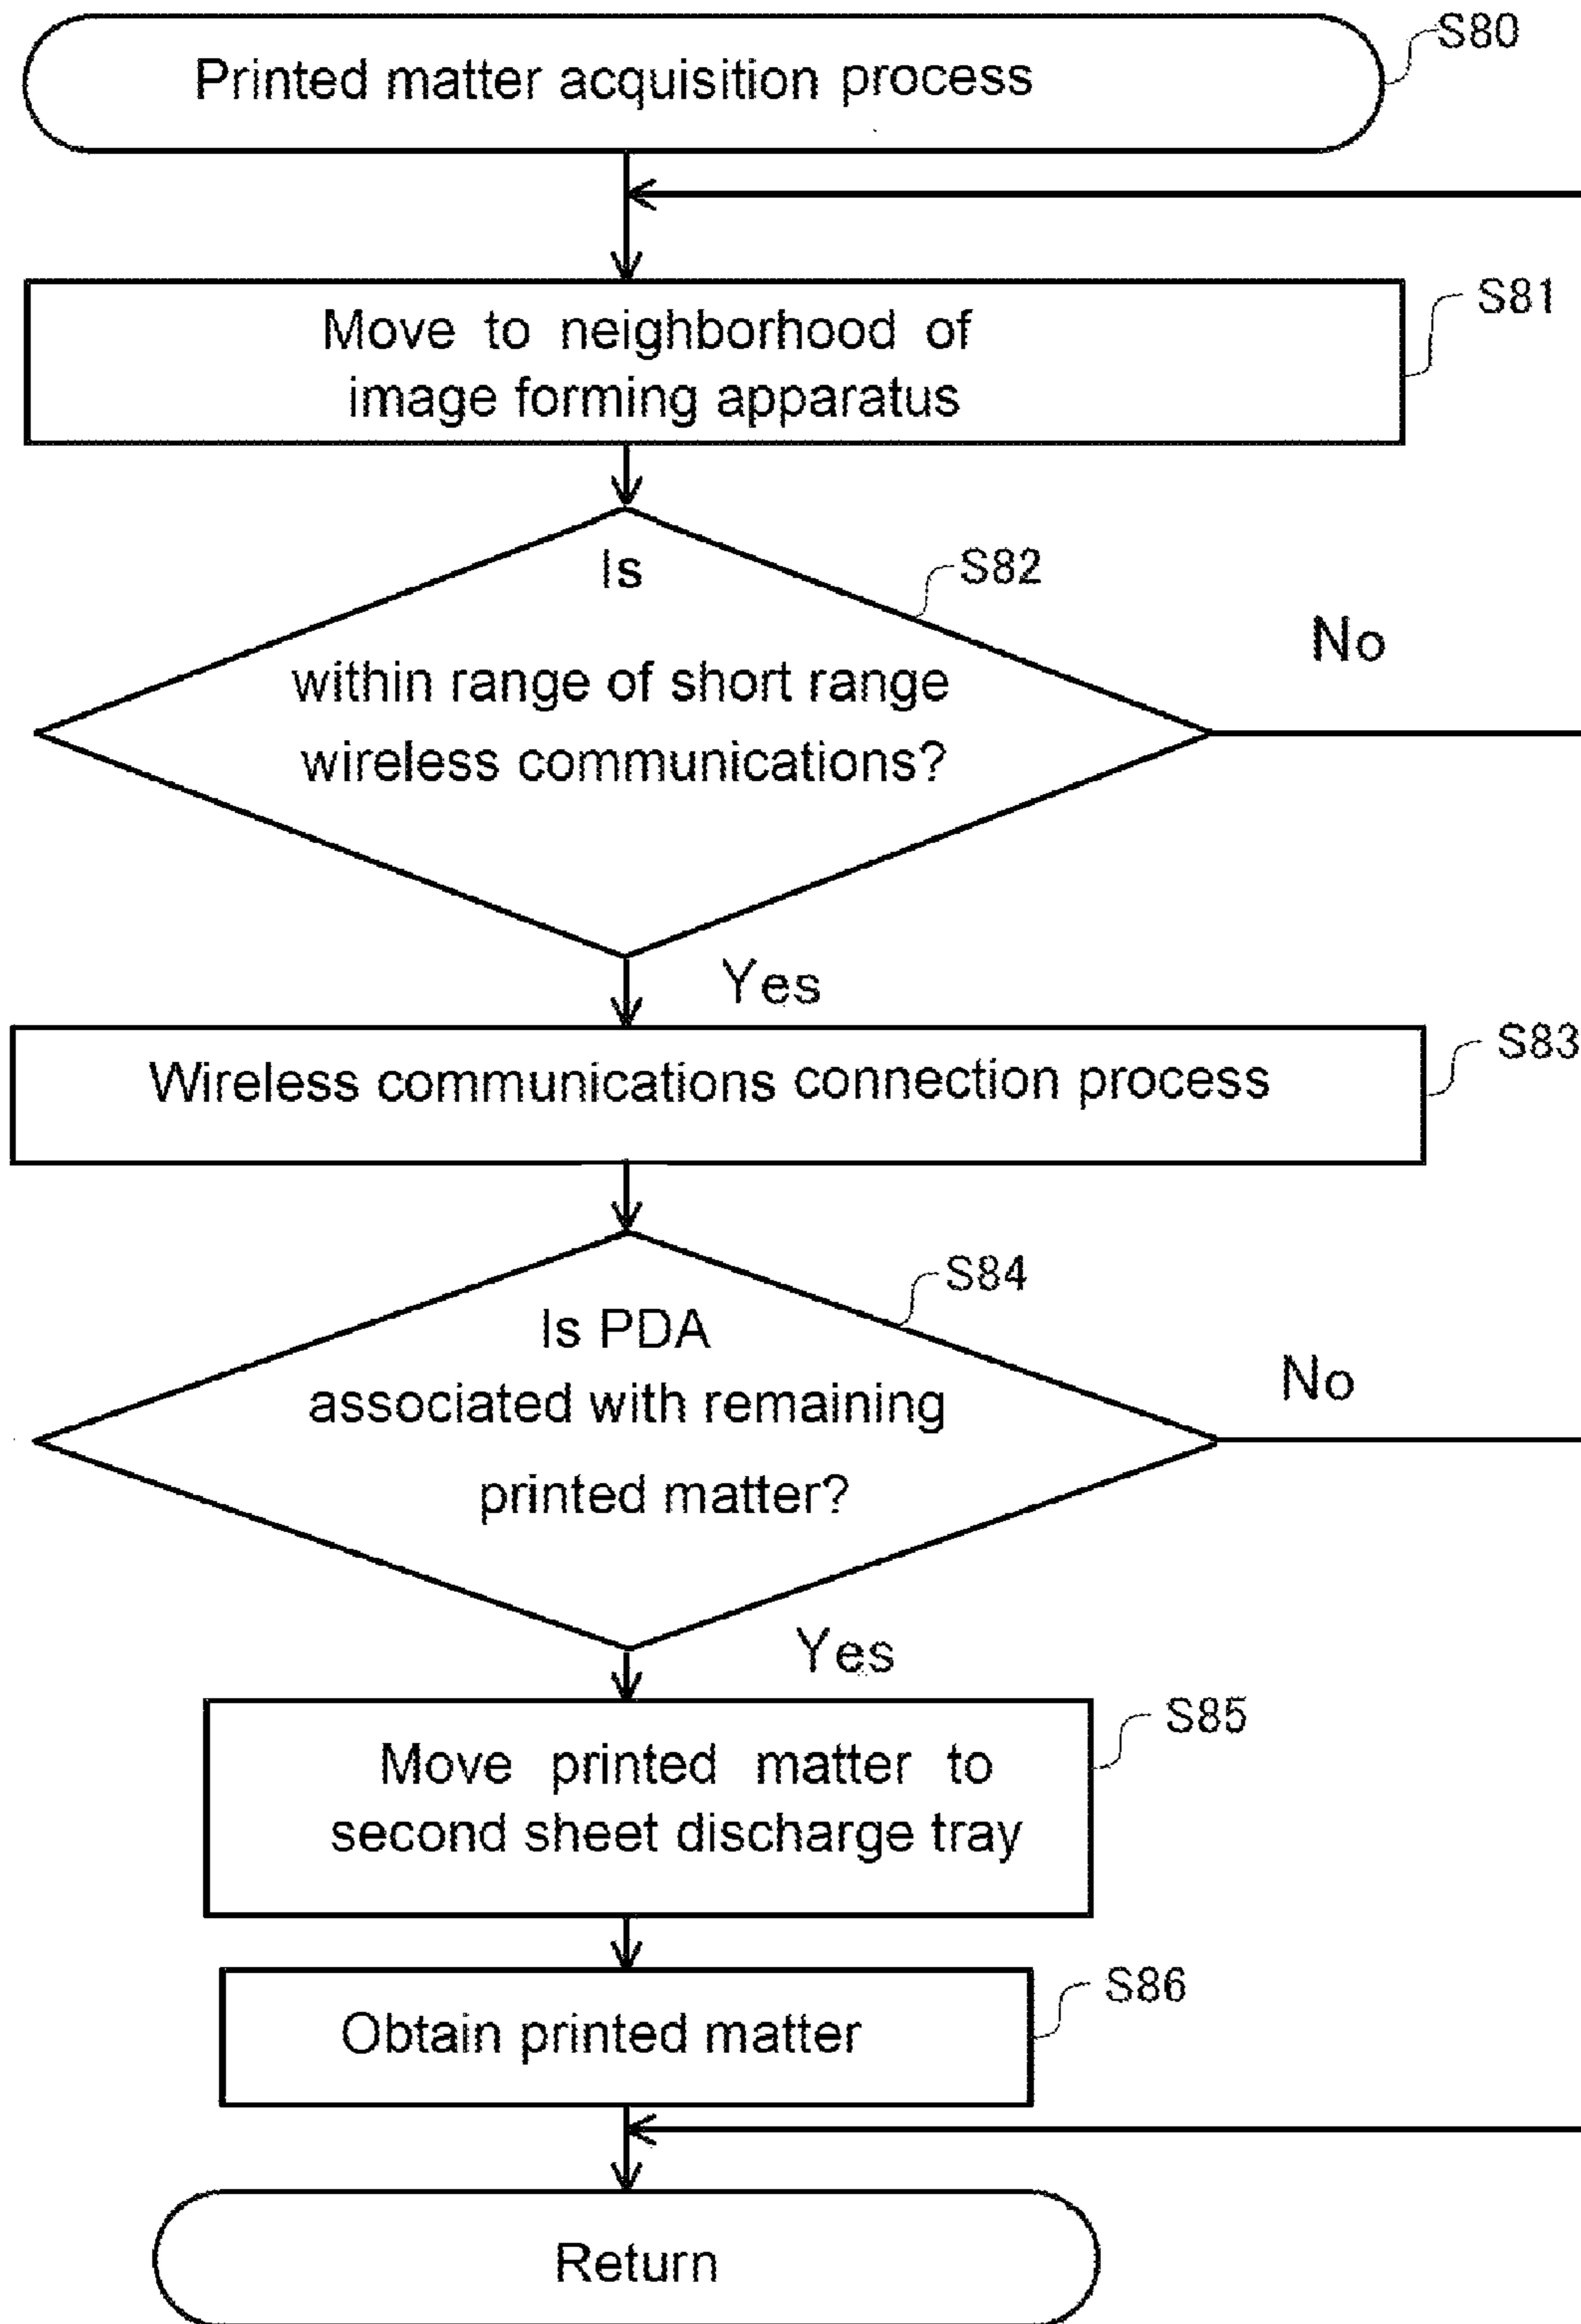 S80
Printed matter acquisition process
S81
Move to neighborhood of
image forming apparatus
Is
S82
No
within range of short range
wireless communications?
Yes
S83
Wireless communications connection process
S84
Is PDA
No
associated with remaining
printed matter?
Yes
S85
Move printed matter to
second sheet discharge tray
S86
Obtain printed matter
Return